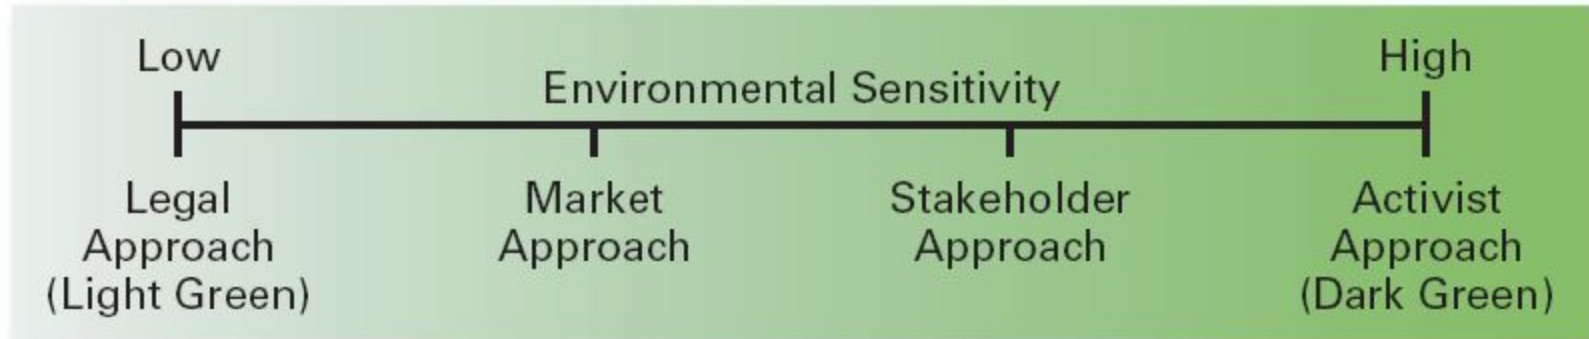 Low
High
Environmental Sensitivity
Legal
Approach
(Light Green)
Market
Approach
Stakeholder
Approach
Activist
Approach
(Dark Green)